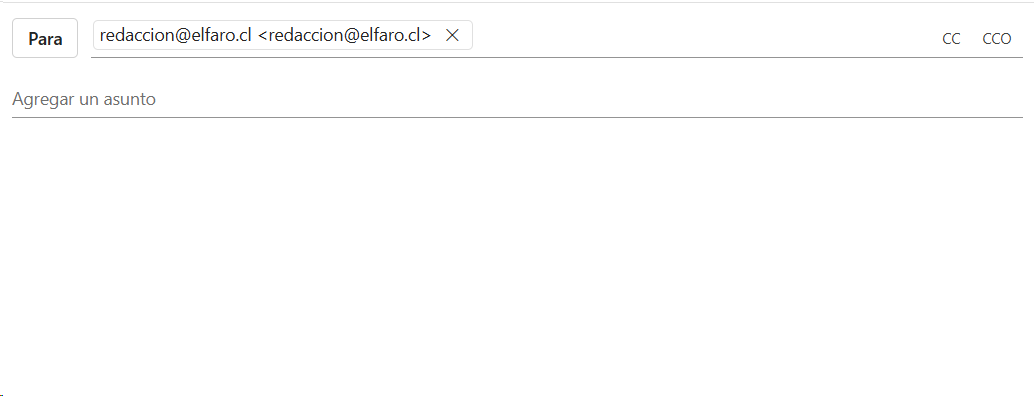 Para redaccion@elfaro.cl <redaccion@elfaro.cl> CC CCO
Agregar un asunto